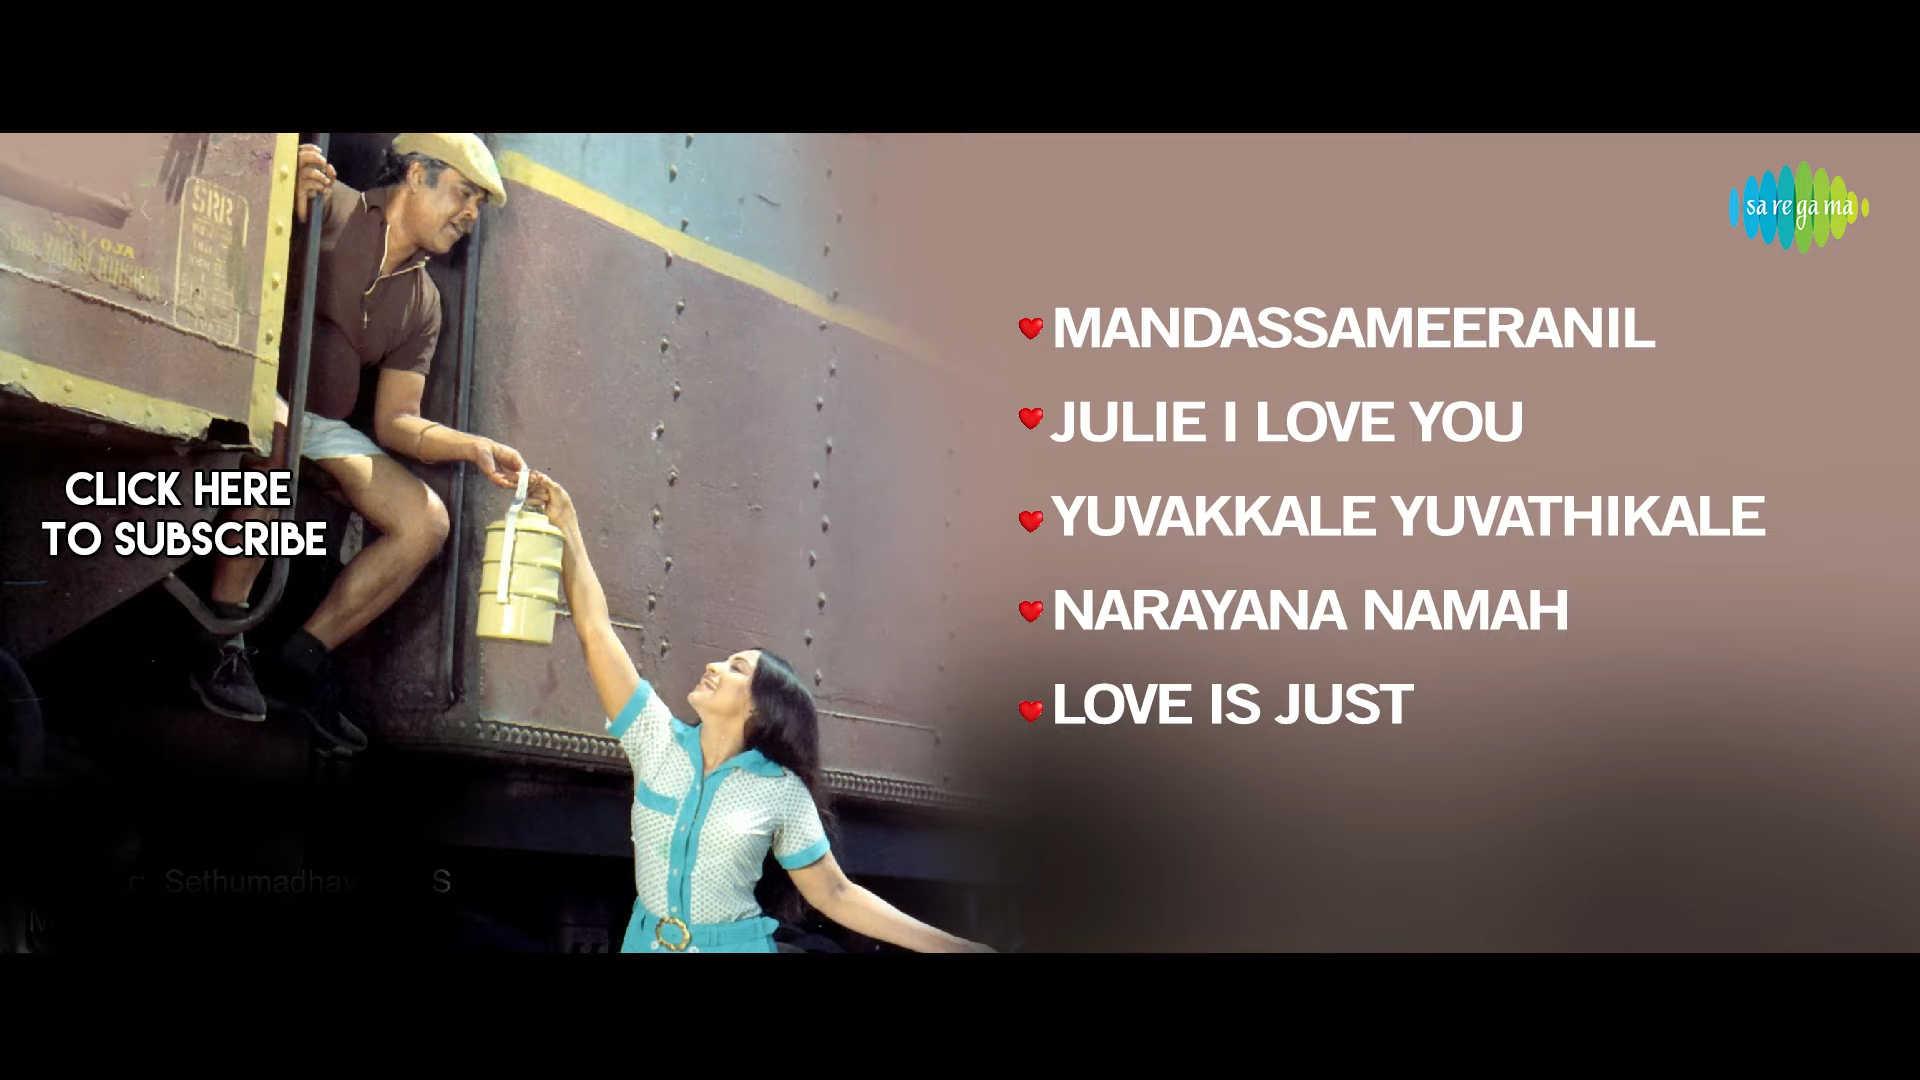 sa re ga ma
SRR
MANDASSAMEERANIL
JULIE I LOVE YOU
YUVAKKALE YUVATHIKALE
NARAYANA NAMAH
LOVE IS JUST
CLICK HERE
TO SUBSCRIBE
S